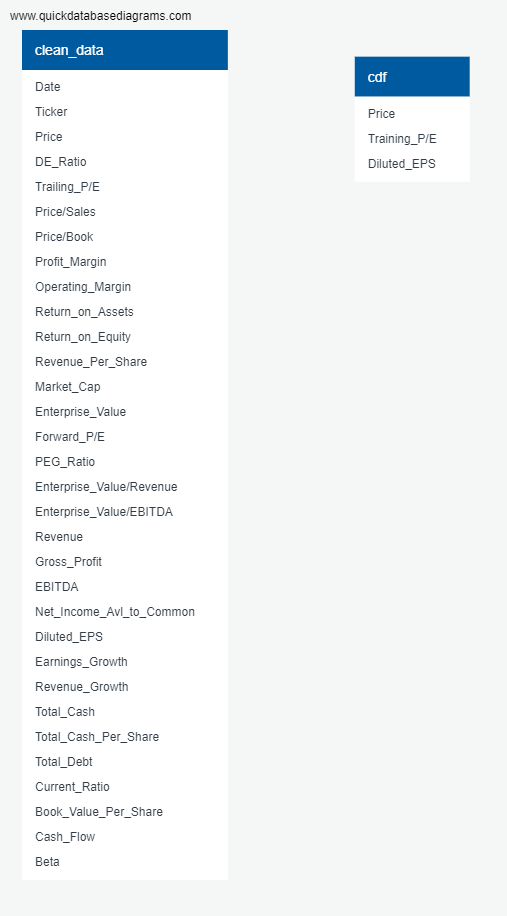 www.quickdatabasediagrams.com
clean_data
Date
Ticker
Price
DE_Ratio
Trailing_P/E
Price/Sales
Price/Book
Profit_Margin
Operating_Margin
Return_on_Assets
Return_on_Equity
Revenue_Per_Share
Market_Cap
Enterprise_Value
Forward_P/E
PEG_Ratio
Enterprise_Value/Revenue
Enterprise_Value/EBITDA
Revenue
Gross_Profit
EBITDA
Net_Income_Avl_to_Common
Diluted_EPS
Earnings_Growth
Revenue_Growth
Total_Cash
Total_Cash_Per_Share
Total_Debt
Current_Ratio
Book_Value_Per_Share
Cash_Flow
Beta
cdf
Price
Training_P/E
Diluted_EPS